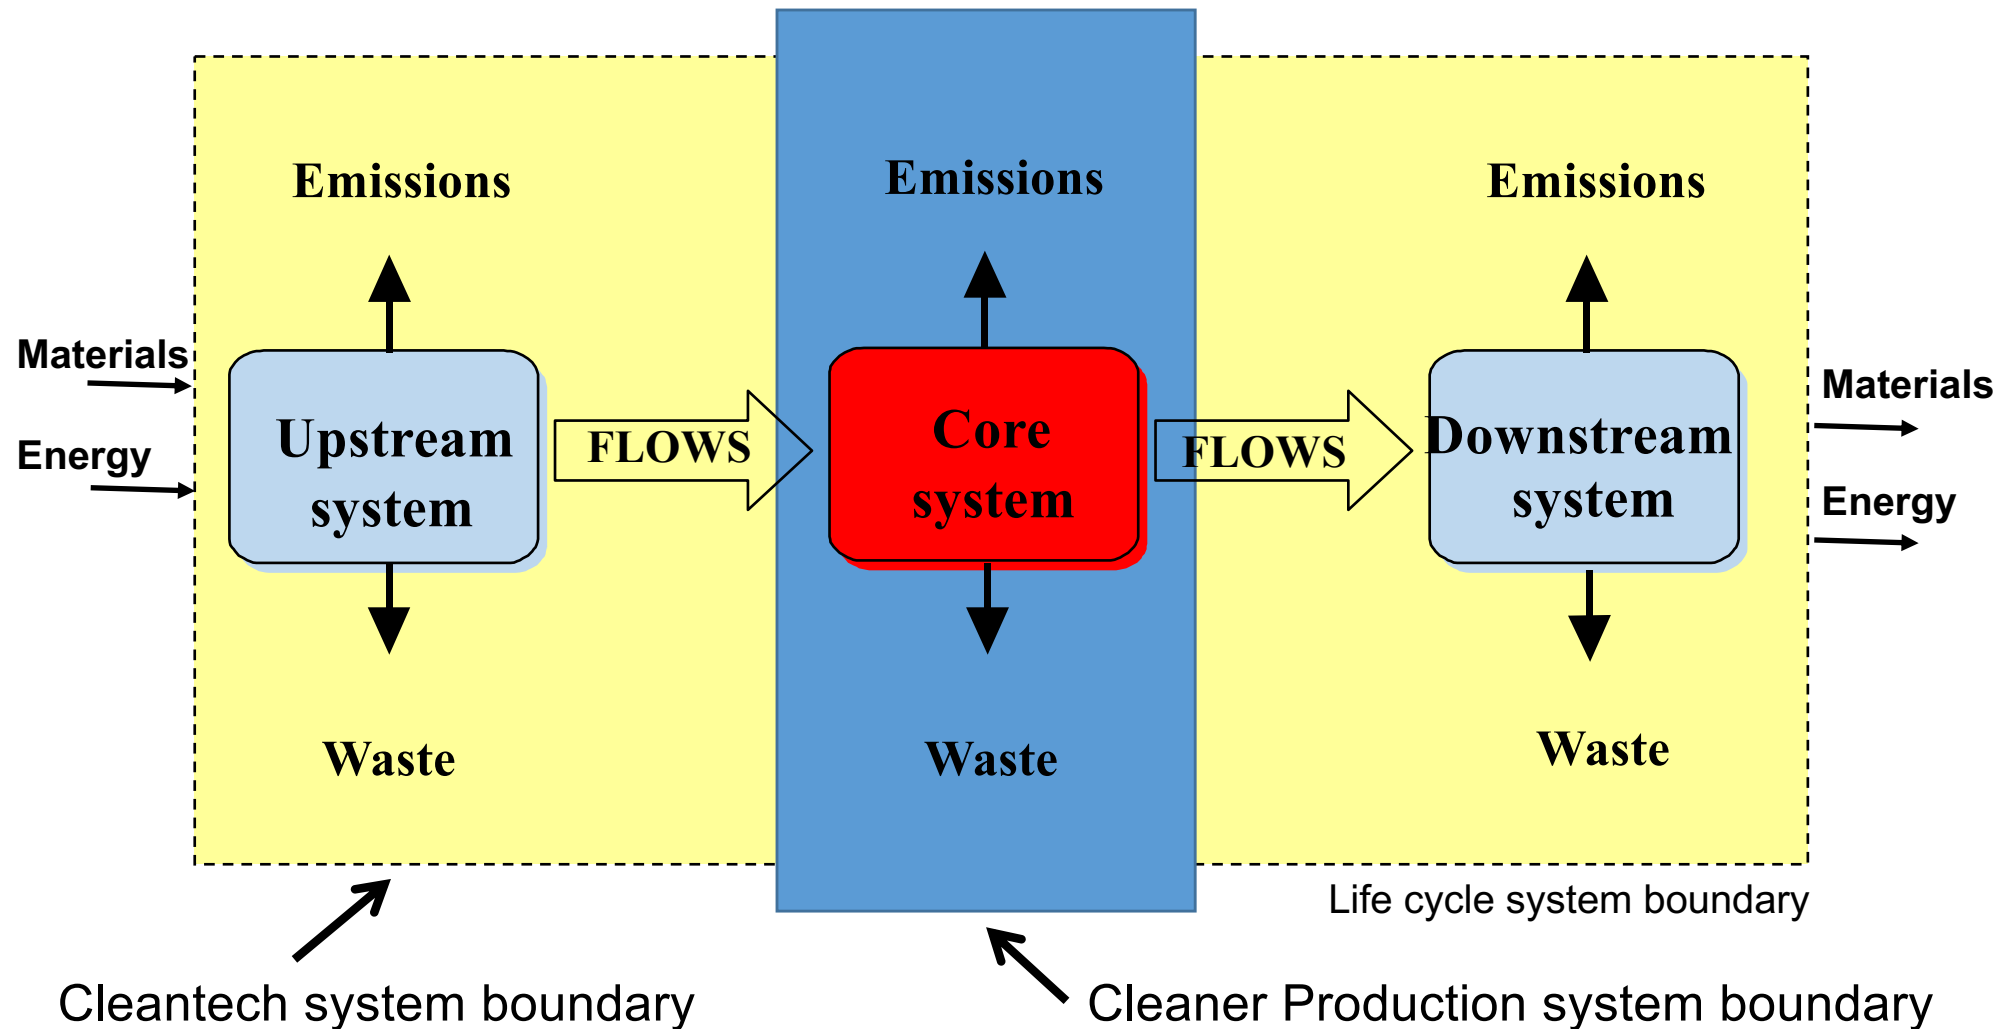 Emissions
Emissions
Emissions
Materials
Energy
Upstream
system
FLOWS
Core
system
FLOWS
Downstream
system
Materials
Energy
Waste
Waste
Waste
Life cycle system boundary
Cleantech system boundary
Cleaner Production system boundary